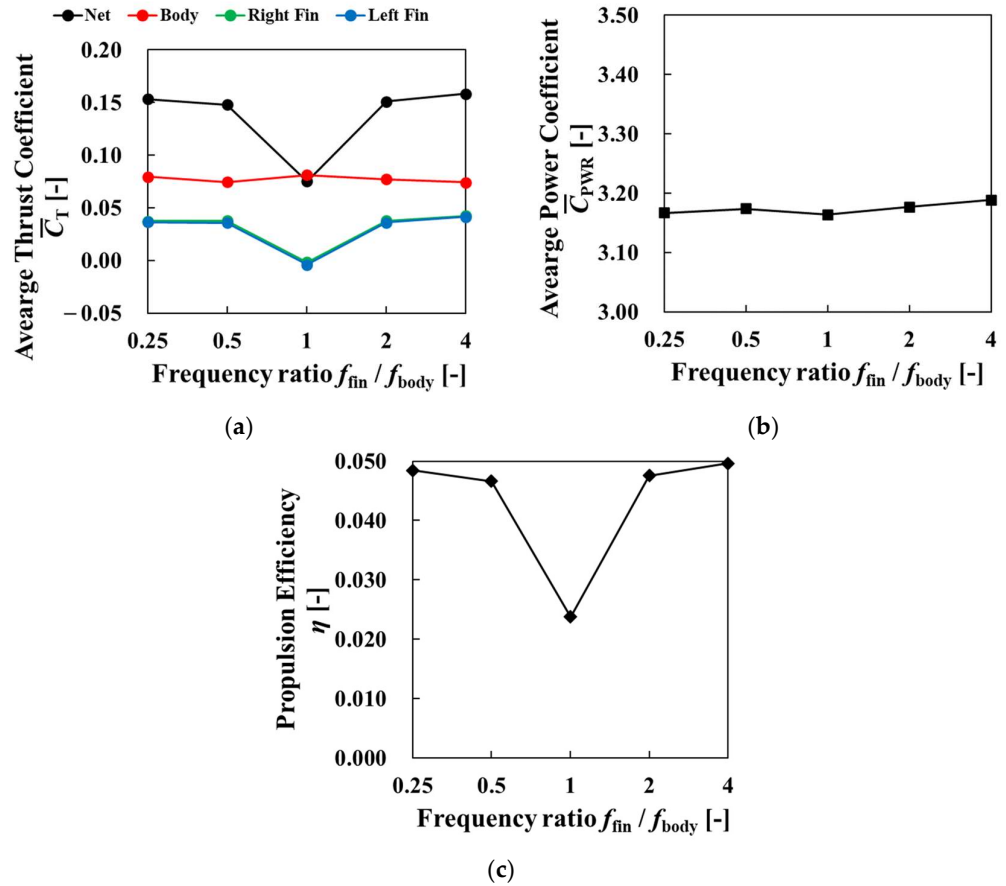 Net Body Right Fin Left Fin
Avearge Thrust Coefficient
C̅T [-]
0.20
0.15
0.10
0.05
0.00
−0.05
0.25 0.5 1 2 4
Frequency ratio ffin / fbody [-]
(a)
Avearge Power Coefficient
C̅PWR [-]
3.50
3.40
3.30
3.20
3.10
3.00
0.25 0.5 1 2 4
Frequency ratio ffin / fbody [-]
(b)
Propulsion Efficiency
η [-]
0.050
0.040
0.030
0.020
0.010
0.000
0.25 0.5 1 2 4
Frequency ratio ffin / fbody [-]
(c)